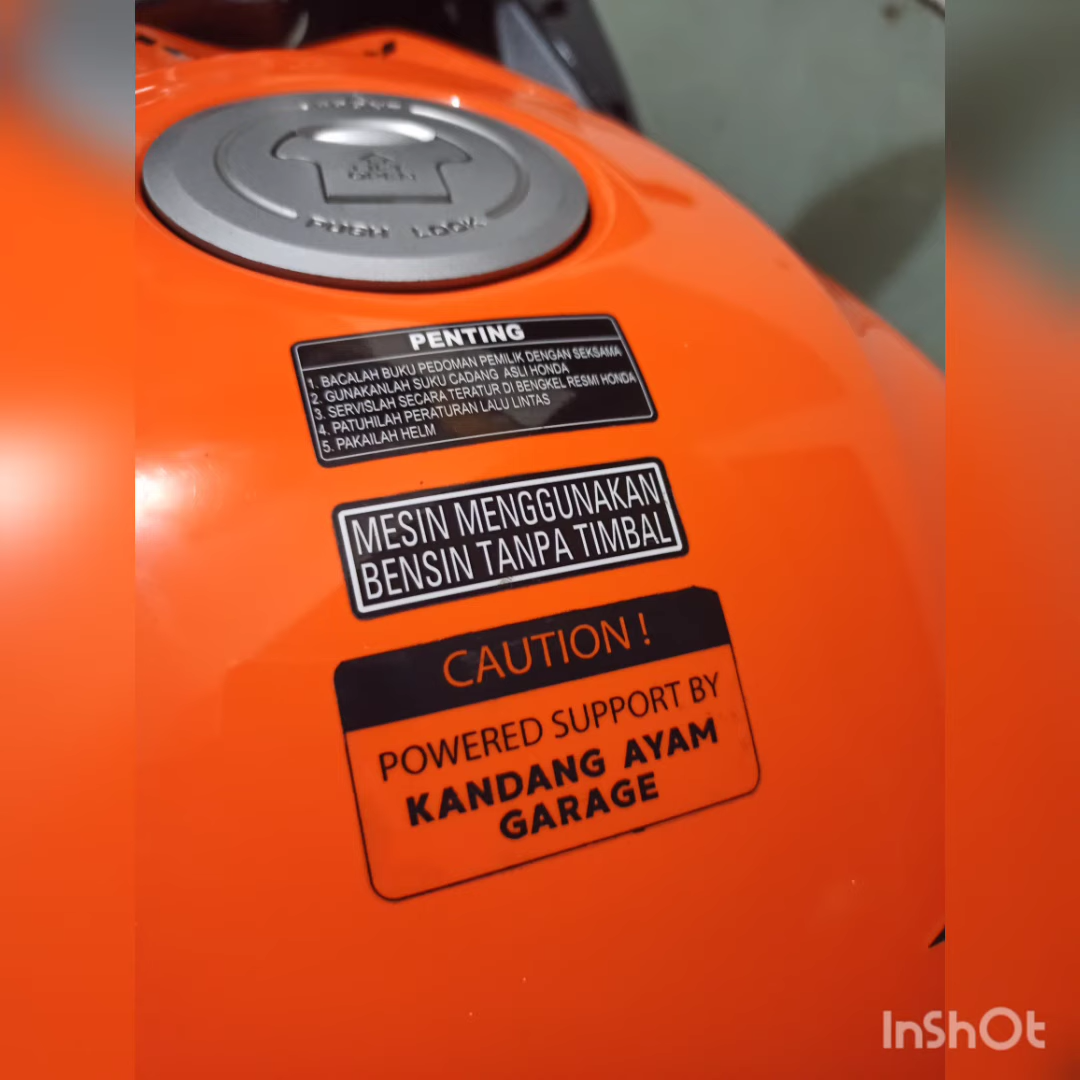 OPEN
PUSH LOCK
PENTING
1. BACALAH BUKU PEDOMAN PEMILIK DENGAN SEKSAMA
2. GUNAKANLAH SUKU CADANG ASLI HONDA
3. SERVISLAH SECARA TERATUR DI BENGKEL RESMI HONDA
4. PATUHILAH PERATURAN LALU LINTAS
5. PAKAILAH HELM
MESIN MENGGUNAKAN
BENSIN TANPA TIMBAL
CAUTION !
POWERED SUPPORT BY
KANDANG AYAM
GARAGE
InShOt